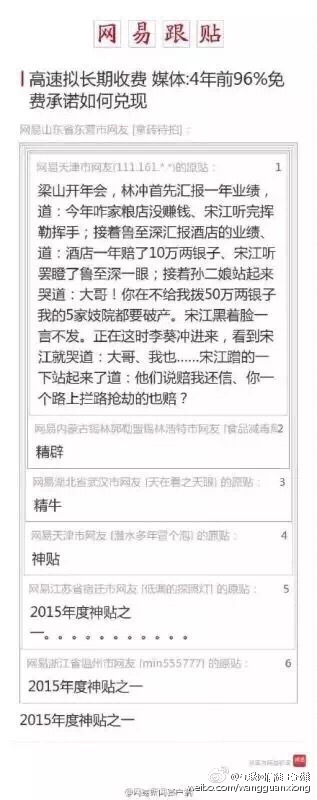 网易跟贴
高速拟长期收费 媒体:4年前96%免
费承诺如何兑现
网易山东省东营市网友 [童砖待拍]：
网易天津市网友(111.161.*.*)的原贴： 1
梁山开年会，林冲首先汇报一年业绩，
道：今年咋家粮店没赚钱、宋江听完挥
勒挥手；接着鲁至深汇报酒店的业绩、
道：酒店一年赔了10万两银子、宋江听
罢瞪了鲁至深一眼；接着孙二娘站起来
哭道：大哥！你在不给我拨50万两银子
我的5家妓院都要破产。宋江黑着脸一
言不发。正在这时李葵冲进来，看到宋
江就哭道：大哥、我也……宋江蹭的一
下站起来了道：他们说赔我还信、你一
个路上拦路抢劫的也赔？
网易内蒙古锡林郭勒盟锡林浩特市网友 [食品减毒局 2
精辟
网易湖北省武汉市网友 [天在看之天眼] 的原贴： 3
精牛
网易天津市网友 [潜水多年冒个泡] 的原贴： 4
神贴
网易江苏省宿迁市网友 [低调的探照灯] 的原贴： 5
2015年度神贴之
一。。。。。。。。。。。。
网易浙江省温州市网友 (min555777) 的原贴： 6
2015年度神贴之一
2015年度神贴之一
网易
weibo.com/wangguanxiong
@网易新闻客户端